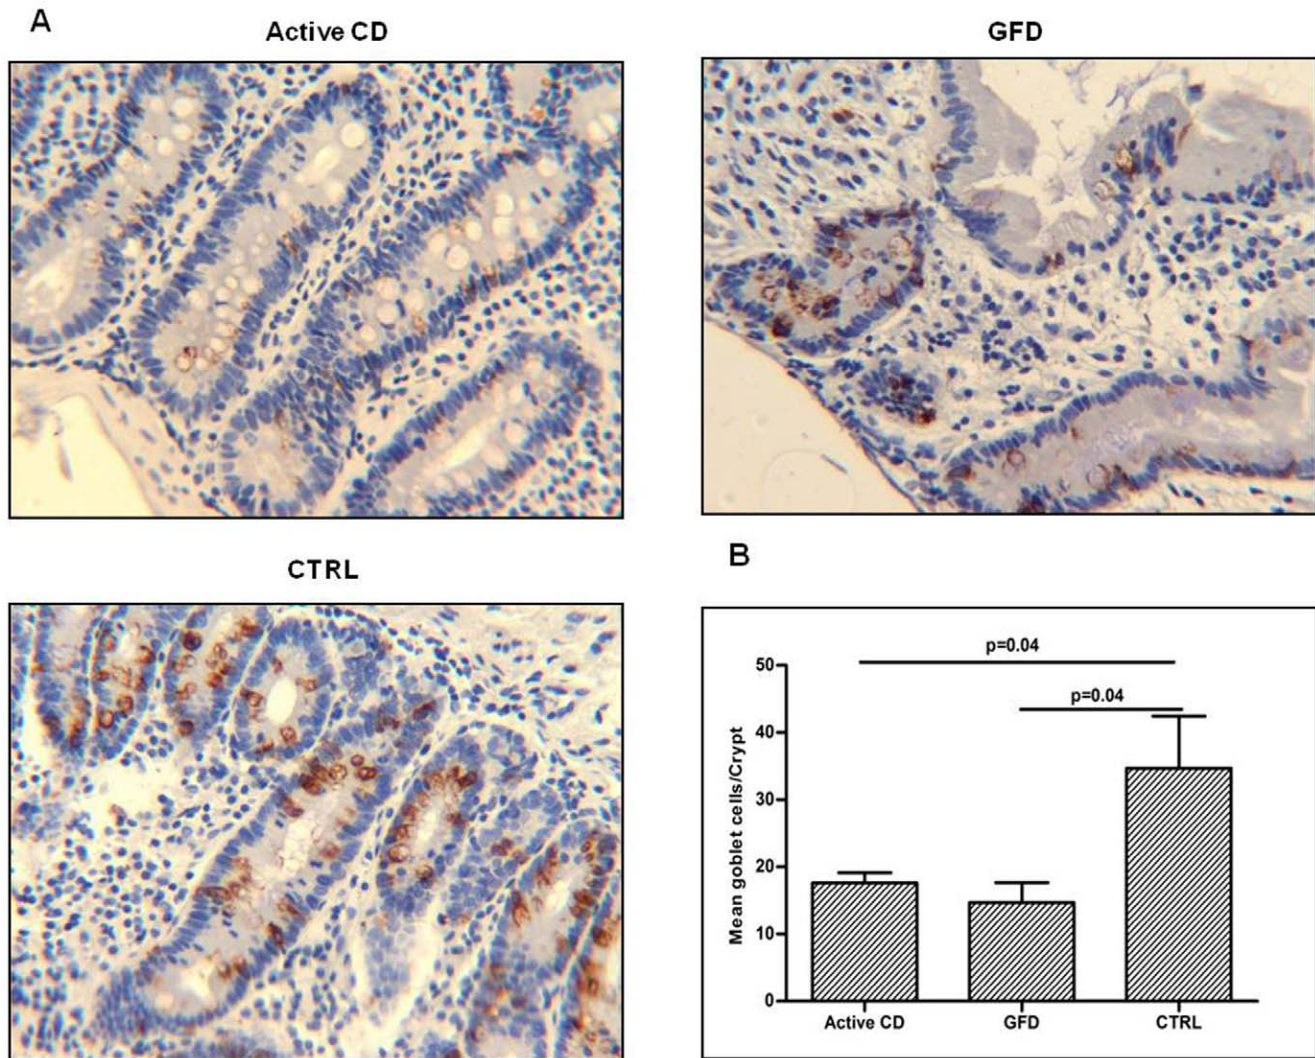 A
Active CD
GFD
CTRL
B
p=0.04
p=0.04
Mean goblet cells/Crypt
50
40
30
20
10
0
Active CD
GFD
CTRL